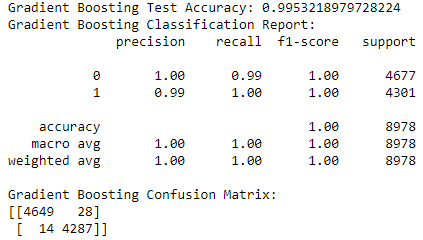 Gradient Boosting Test Accuracy: 0.9953218979728224
Gradient Boosting Classification Report:
              precision    recall  f1-score   support

           0       1.00      0.99      1.00      4677
           1       0.99      1.00      1.00      4301

    accuracy                           1.00      8978
   macro avg       1.00      1.00      1.00      8978
weighted avg       1.00      1.00      1.00      8978

Gradient Boosting Confusion Matrix:
[[4649   28]
 [  14 4287]]